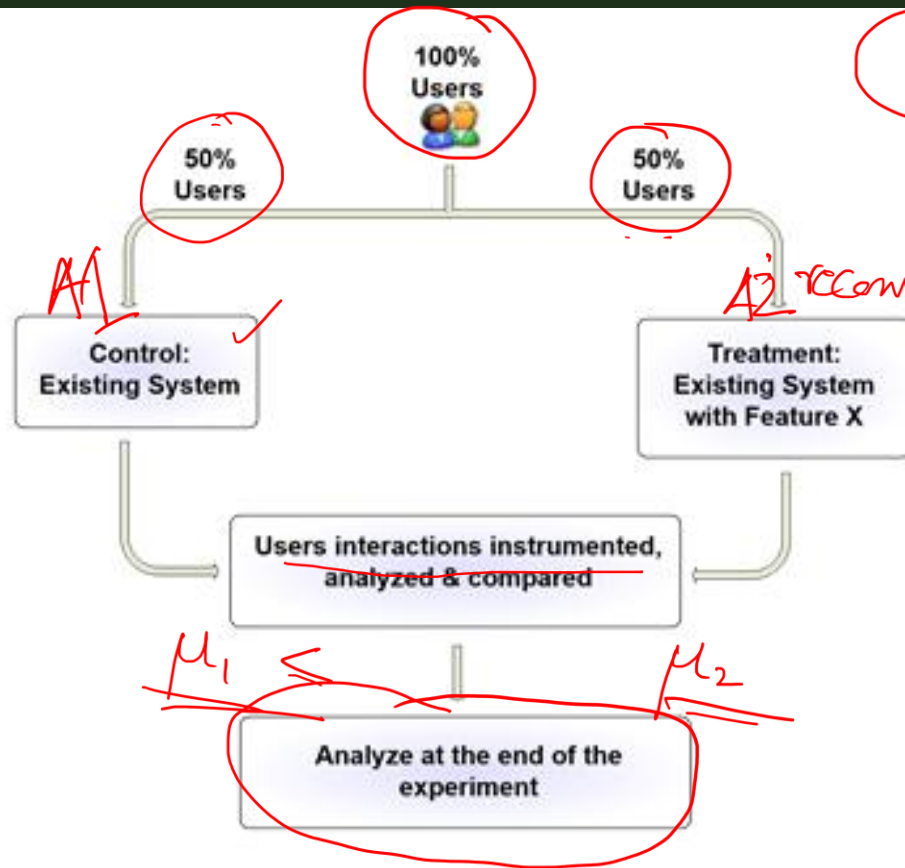 100%
Users
50%
Users
50%
Users
A1
A2
Control:
Existing System
Treatment:
Existing System
with Feature X
Users interactions instrumented,
analyzed & compared
μ₁ ≤ μ₂
Analyze at the end of the
experiment